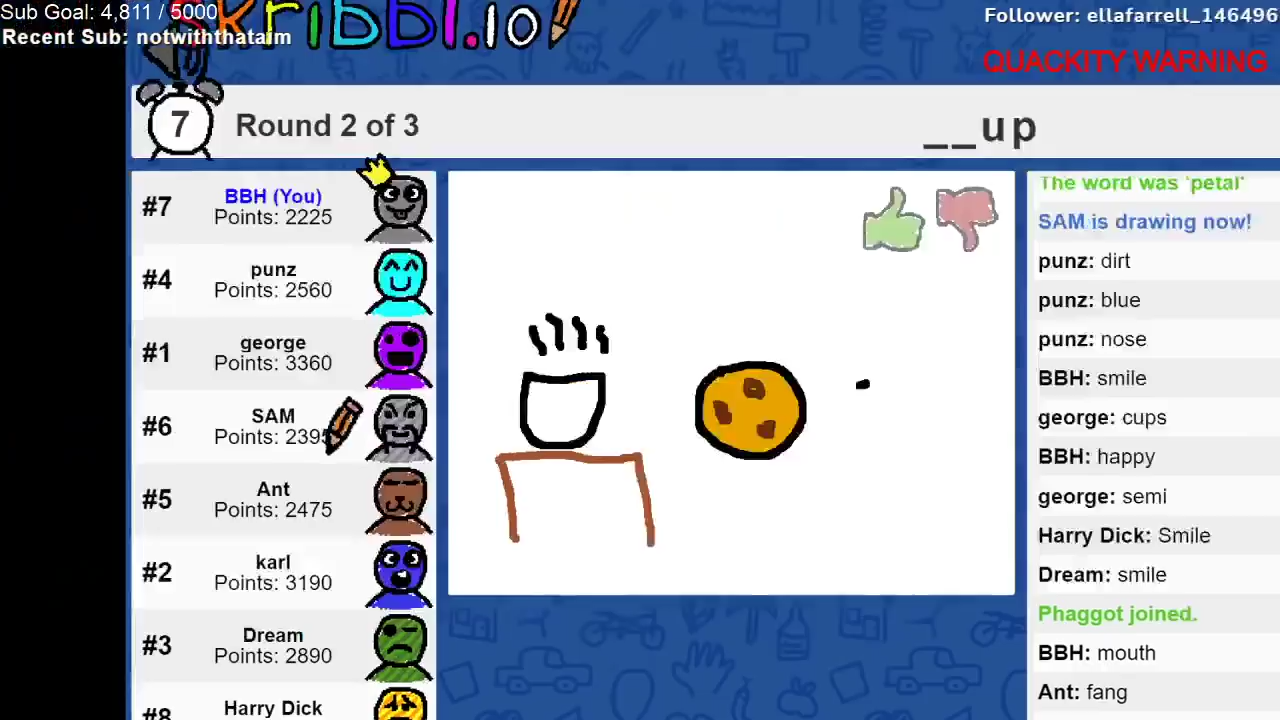 Sub Goal: 4,811 / 5000
Recent Sub: notwiththataim
skribbl.io
Follower: ellafarrell_146496
QUACKITY WARNING
7
Round 2 of 3
__up
#7 BBH (You)
Points: 2225
#4 punz
Points: 2560
#1 george
Points: 3360
#6 SAM
Points: 2395
#5 Ant
Points: 2475
#2 karl
Points: 3190
#3 Dream
Points: 2890
#8 Harry Dick
The word was 'petal'
SAM is drawing now!
punz: dirt
punz: blue
punz: nose
BBH: smile
george: cups
BBH: happy
george: semi
Harry Dick: Smile
Dream: smile
Phaggot joined.
BBH: mouth
Ant: fang